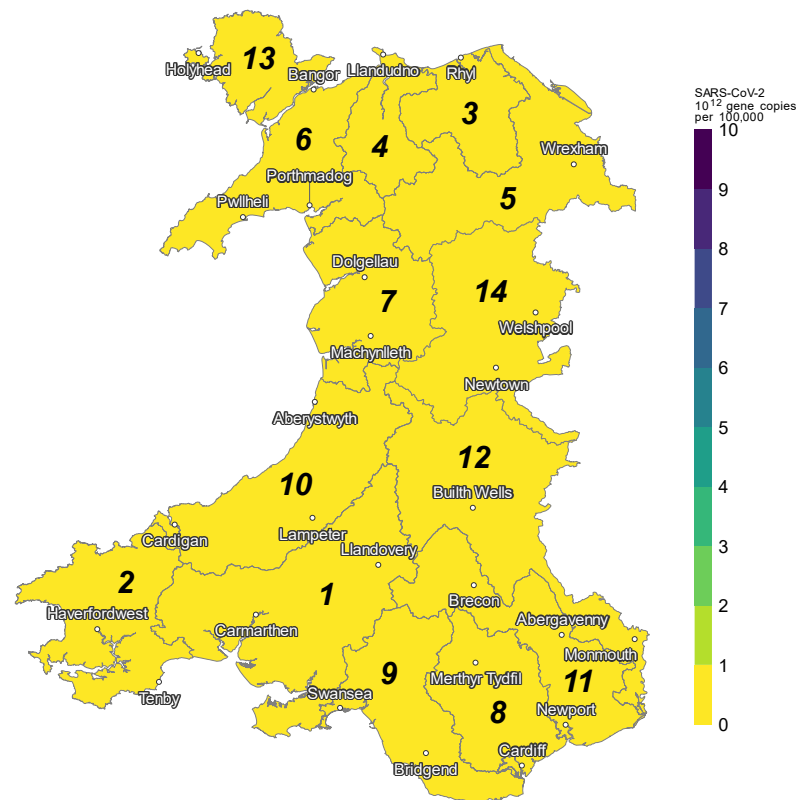 13
Holyhead
Bangor
Llandudno
Rhyl
3
6
4
Wrexham
Porthmadog
Pwllheli
5
Dolgellau
7
14
Welshpool
Machynlleth
Newtown
Aberystwyth
12
10
Builth Wells
Lampeter
Cardigan
Llandovery
2
1
Brecon
Haverfordwest
Carmarthen
Abergavenny
Monmouth
9
Merthyr Tydfil
11
Tenby
Swansea
8
Newport
Cardiff
Bridgend
SARS-CoV-2
10¹² gene copies
per 100,000
10
9
8
7
6
5
4
3
2
1
0